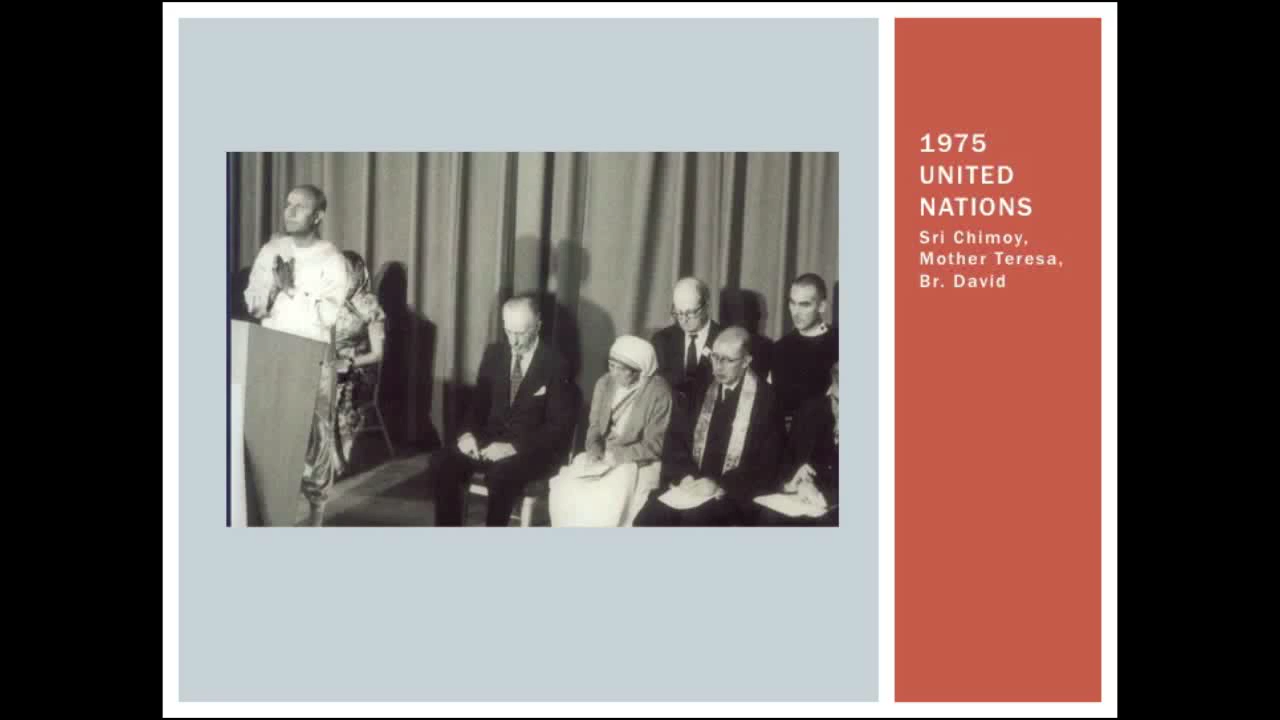 1975
UNITED
NATIONS
Sri Chimoy,
Mother Teresa,
Br. David